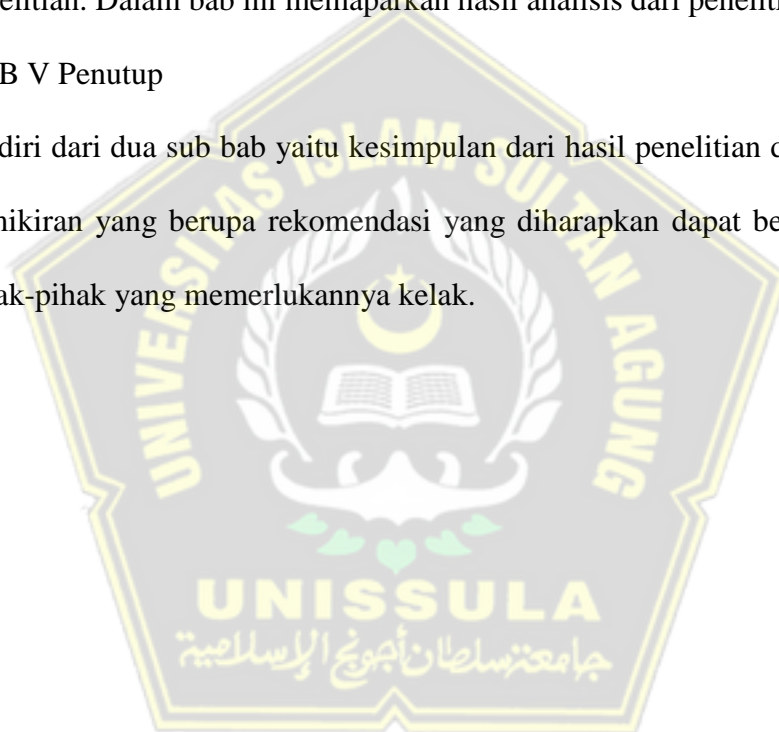 elitian. Dalam bab ini memaparkan hasil analisis dari peneliti
B V Penutup
diri dari dua sub bab yaitu kesimpulan dari hasil penelitian d
nikiran yang berupa rekomendasi yang diharapkan dapat be
ak-pihak yang memerlukannya kelak.
UNIVERSITAS ISLAM SULTAN AGUNG
UNISSULA
جامعة سلطان أجونج الإسلامية